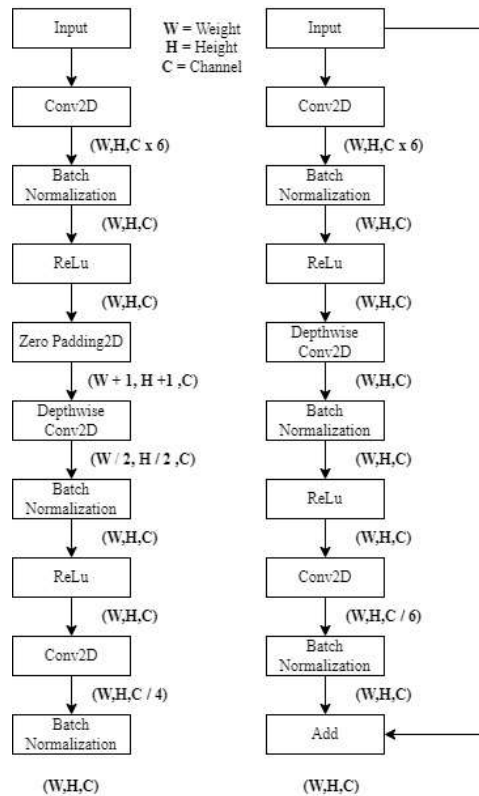 Input
Conv2D
(W,H,C x 6)
Batch
Normalization
(W,H,C)
ReLu
(W,H,C)
Zero Padding2D
(W + 1, H +1 ,C)
Depthwise
Conv2D
(W / 2, H / 2 ,C)
Batch
Normalization
(W,H,C)
ReLu
(W,H,C)
Conv2D
(W,H,C / 4)
Batch
Normalization
(W,H,C)
W = Weight
H = Height
C = Channel
Input
Conv2D
(W,H,C x 6)
Batch
Normalization
(W,H,C)
ReLu
(W,H,C)
Depthwise
Conv2D
(W,H,C)
Batch
Normalization
(W,H,C)
ReLu
(W,H,C)
Conv2D
(W,H,C / 6)
Batch
Normalization
(W,H,C)
Add
(W,H,C)